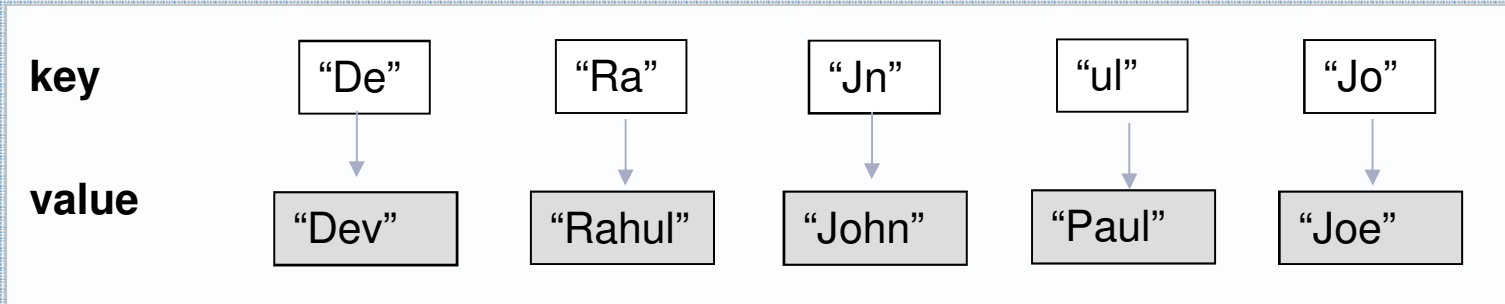 key “De” “Ra” “Jn” “ul” “Jo”
value “Dev” “Rahul” “John” “Paul” “Joe”